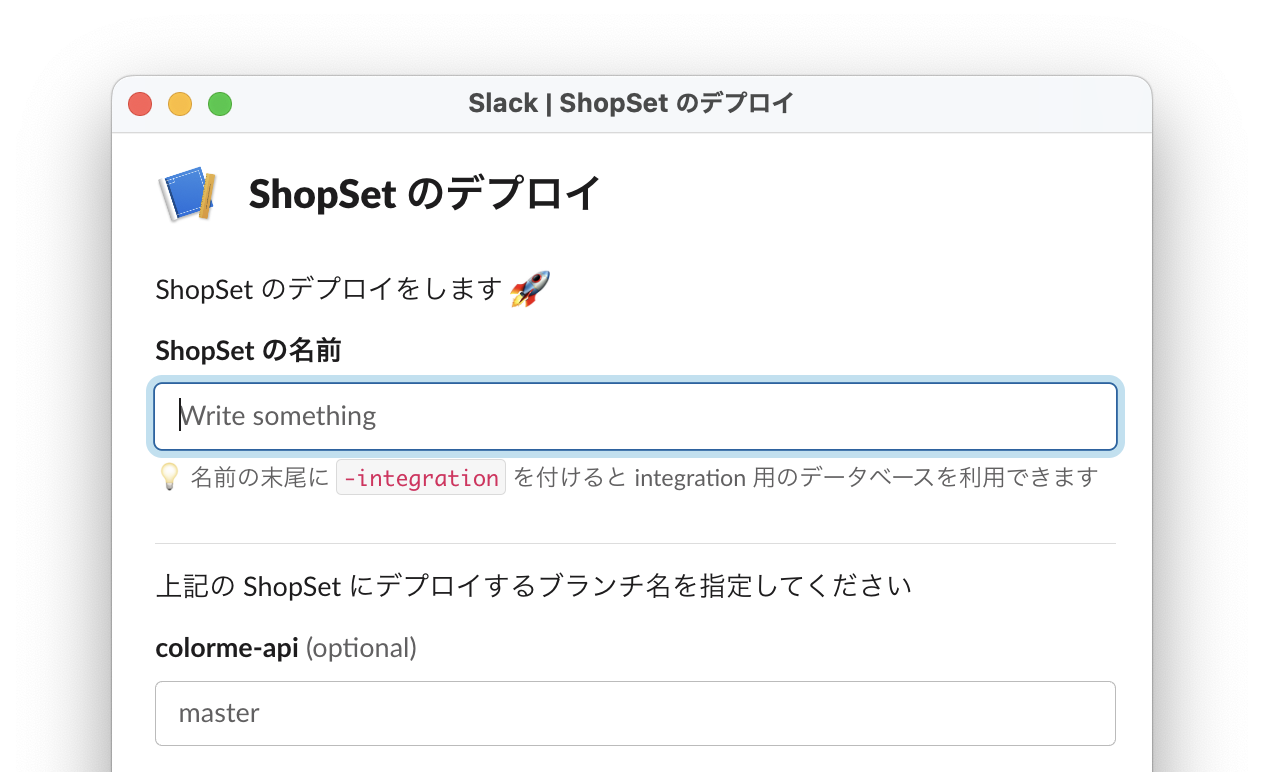 Slack | ShopSet のデプロイ
ShopSet のデプロイ
ShopSet のデプロイをします 🚀
ShopSet の名前
Write something
💡 名前の末尾に -integration を付けると integration 用のデータベースを利用できます
上記の ShopSet にデプロイするブランチ名を指定してください
colorme-api (optional)
master